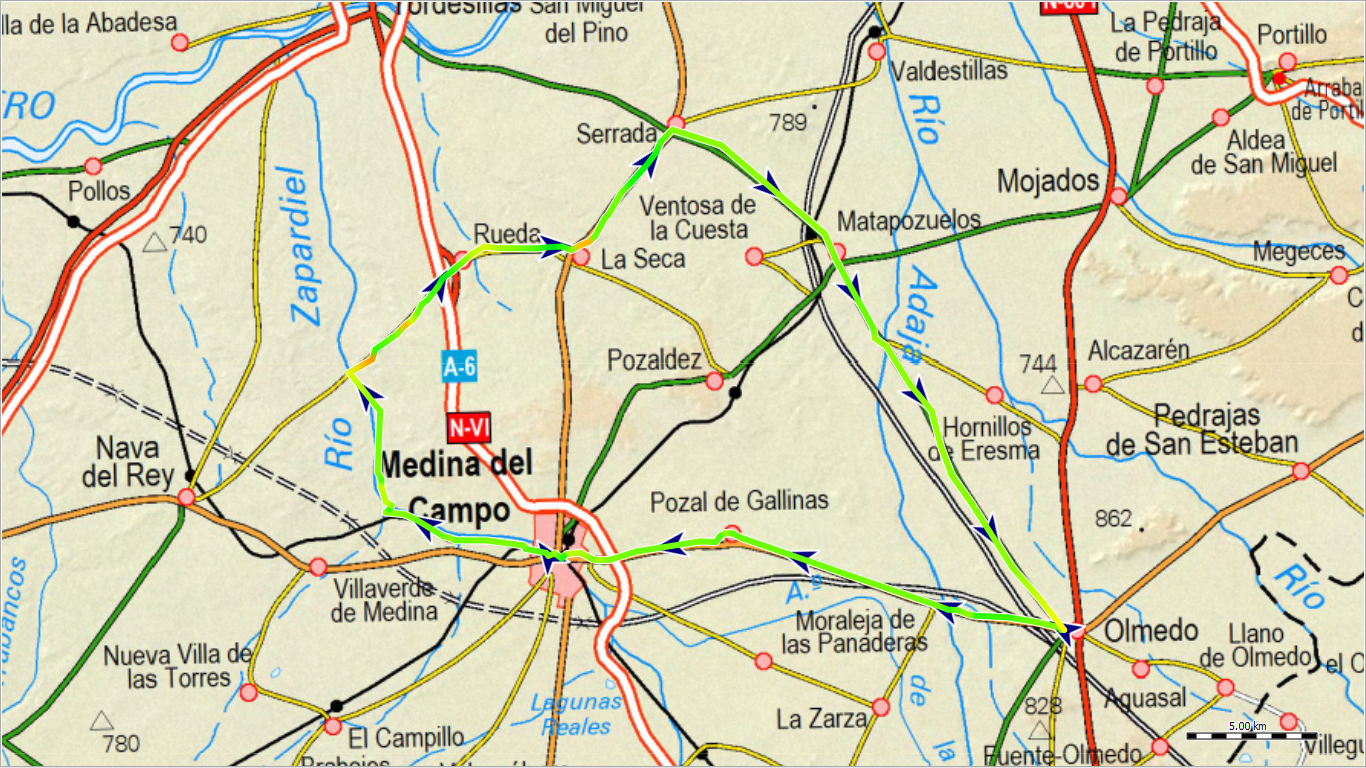 lla de la Abadesa
Tordesillas
San Miguel
del Pino
N-601
La Pedraja
de Portillo
Portillo
Valdestillas
Arraba
de Portil
RO
Río
789
Serrada
Aldea
de San Miguel
Pollos
Mojados
Zapardiel
740
Ventosa de
la Cuesta
Matapozuelos
Rueda
La Seca
Megeces
Adaja
A-6
Pozaldez
744
Alcazarén
N-VI
Río
Hornillos
de Eresma
Pedrajas
de San Esteban
Nava
del Rey
Medina del
Campo
Pozal de Gallinas
862
Villaverde
de Medina
A.º
Río
Moraleja de
las Panaderas
Olmedo
Llano
de Olmedo
el C
Nueva Villa de
las Torres
Lagunas
Reales
de
la
La Zarza
Aguasal
828
5.00 km
780
El Campillo
Fuente-Olmedo
Villegu